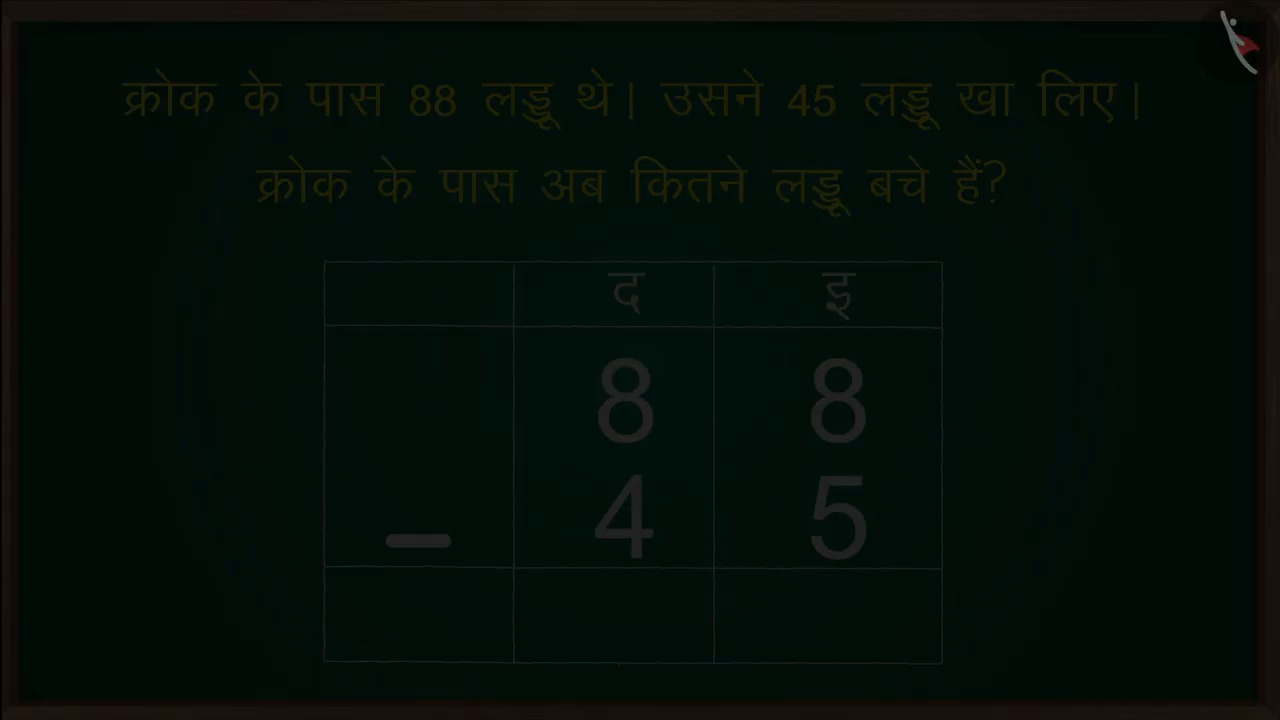 क्रोक के पास 88 लड्डू थे। उसने 45 लड्डू खा लिए।
क्रोक के पास अब कितने लड्डू बचे हैं?
द इ
8 8
– 4 5